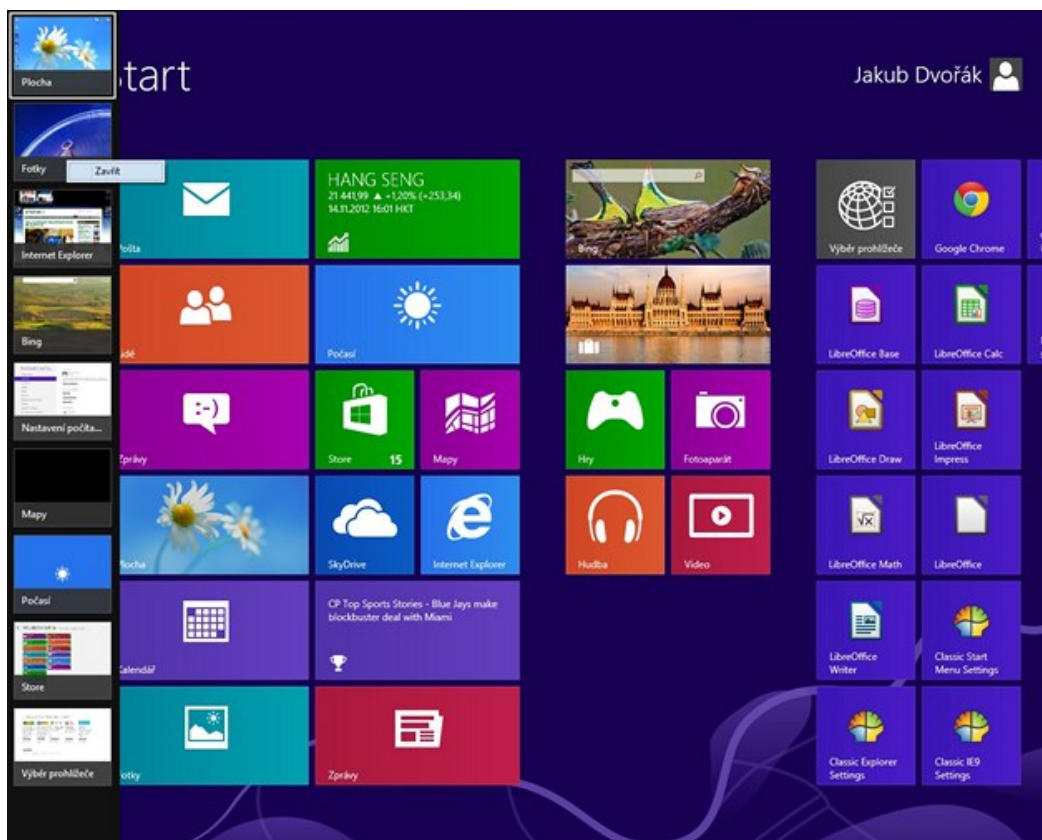 Plocha
Fotky
Zavřít
Internet Explorer
Bing
Nastavení počíta...
Mapy
Počasí
Store
Výběr prohlížeče
tart
Jakub Dvořák
Pošta
HANG SENG
21 441,99 ▲ +1,20% (+253,34)
14.11.2012 16:01 HKT
idé
Počasí
Zprávy
Store
15
Mapy
Plocha
SkyDrive
Internet Explorer
Kalendář
CP Top Sports Stories - Blue Jays make
blockbuster deal with Miami
Fotky
Zprávy
Bing
Hry
Fotoaparát
Hudba
Video
Výběr prohlížeče
Google Chrome
LibreOffice Base
LibreOffice Calc
LibreOffice Draw
LibreOffice
Impress
LibreOffice Math
LibreOffice
LibreOffice
Writer
Classic Start
Menu Settings
Classic Explorer
Settings
Classic IE9
Settings